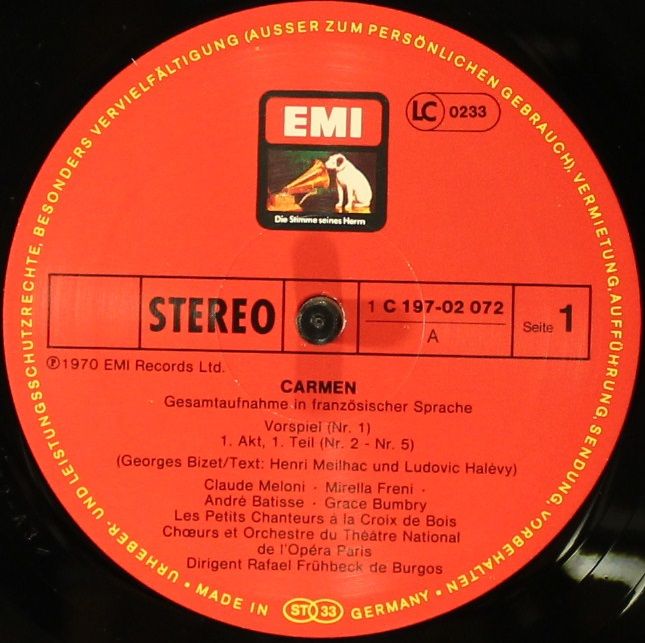 URHEBER- UND LEISTUNGSSCHUTZRECHTE, BESONDERS VERVIELFÄLTIGUNG (AUSSER ZUM PERSÖNLICHEN GEBRAUCH), VERMIETUNG, AUFFÜHRUNG, SENDUNG, VORBEHALTEN •
EMI
LC 0233
Die Stimme seines Herrn
STEREO
1 C 197-02 072
A
Seite 1
℗1970 EMI Records Ltd.
CARMEN
Gesamtaufnahme in französischer Sprache
Vorspiel (Nr. 1)
1. Akt, 1. Teil (Nr. 2 - Nr. 5)
(Georges Bizet/Text: Henri Meilhac und Ludovic Halévy)
Claude Meloni · Mirella Freni ·
André Batisse · Grace Bumbry
Les Petits Chanteurs à la Croix de Bois
Chœurs et Orchestre du Théâtre National
de l'Opéra Paris
Dirigent Rafael Frühbeck de Burgos
• MADE IN ST 33 GERMANY •